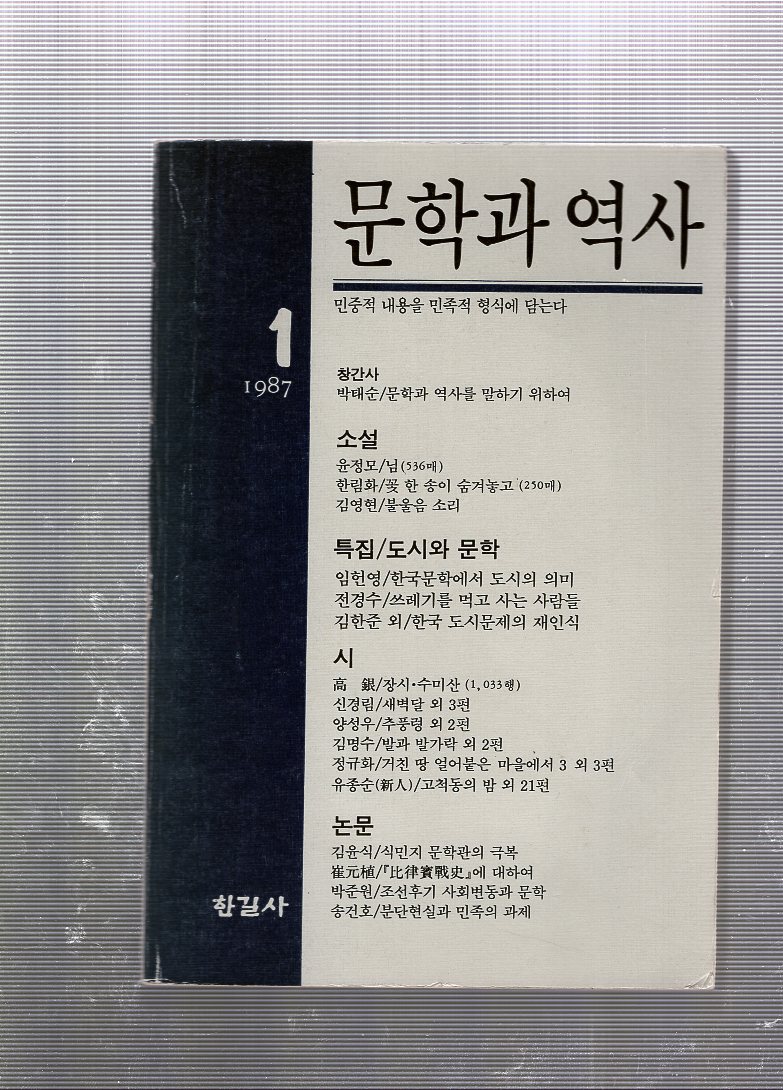 문학과 역사
민중적 내용을 민족적 형식에 담는다
1
1987
창간사
박태순/문학과 역사를 말하기 위하여
소설
윤정모/님(536매)
한림화/꽃 한 송이 숨겨놓고 (250매)
김영현/불울음 소리
특집/도시와 문학
임헌영/한국문학에서 도시의 의미
전경수/쓰레기를 먹고 사는 사람들
김한준 외/한국 도시문제의 재인식
시
高 銀/장시·수미산 (1,033행)
신경림/새벽달 외 3편
양성우/추풍령 외 2편
김명수/발과 발가락 외 2편
정규화/거친 땅 얼어붙은 마을에서 3 외 3편
유종순(新人)/고척동의 밤 외 21편
논문
김윤식/식민지 문학관의 극복
崔元植/『比律賓戰史』에 대하여
박준원/조선후기 사회변동과 문학
송건호/분단현실과 민족의 과제
한길사